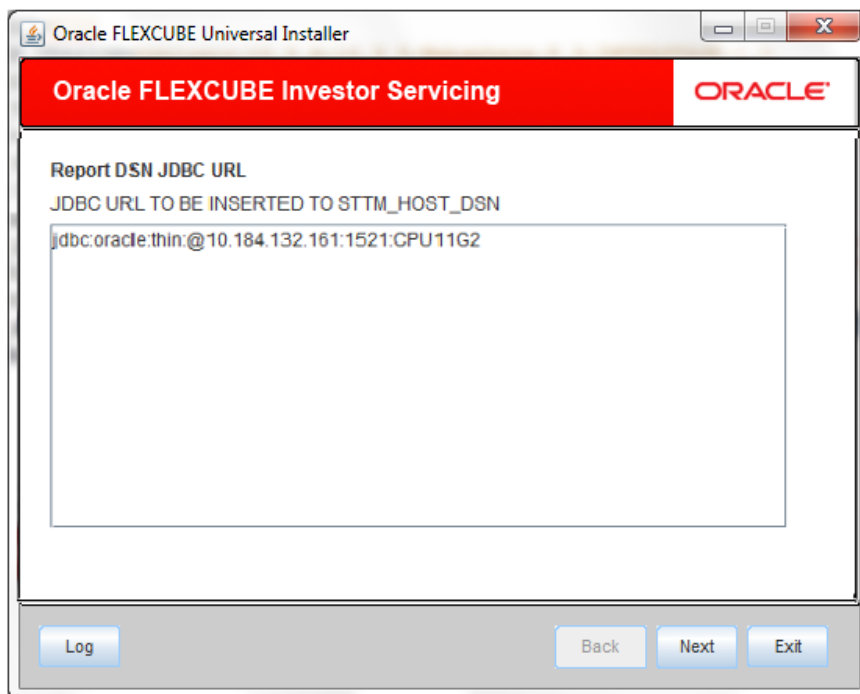 Oracle FLEXCUBE Universal Installer
Oracle FLEXCUBE Investor Servicing
ORACLE
Report DSN JDBC URL
JDBC URL TO BE INSERTED TO STTM_HOST_DSN
jdbc:oracle:thin:@10.184.132.161:1521:CPU11G2
Log
Back
Next
Exit